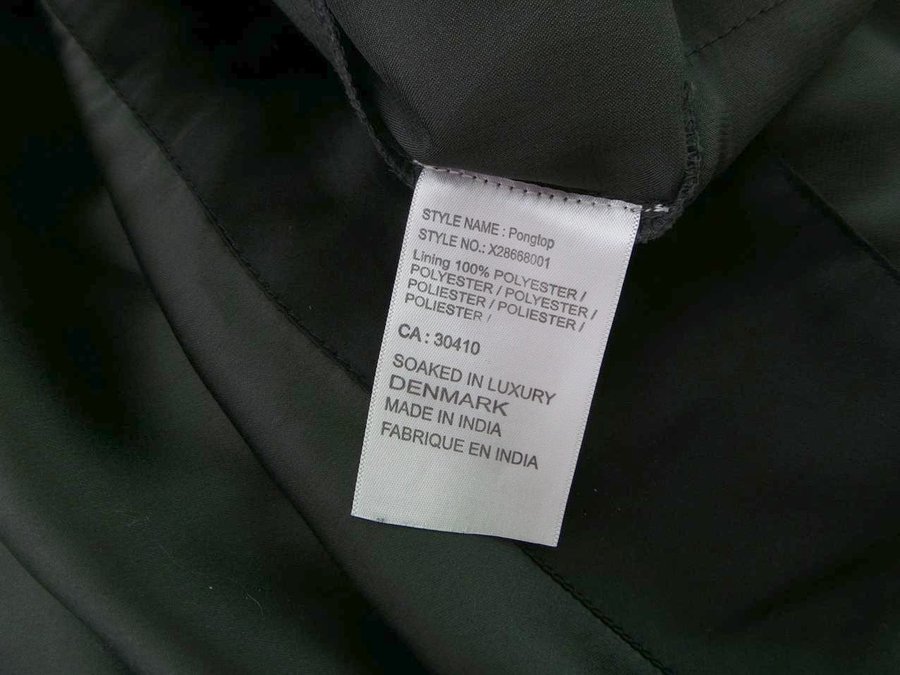 STYLE NAME : Pongtop
STYLE NO.: X28668001
Lining 100% POLYESTER /
POLYESTER / POLYESTER /
POLIESTER / POLIESTER /
POLIESTER /
CA : 30410
SOAKED IN LUXURY
DENMARK
MADE IN INDIA
FABRIQUE EN INDIA